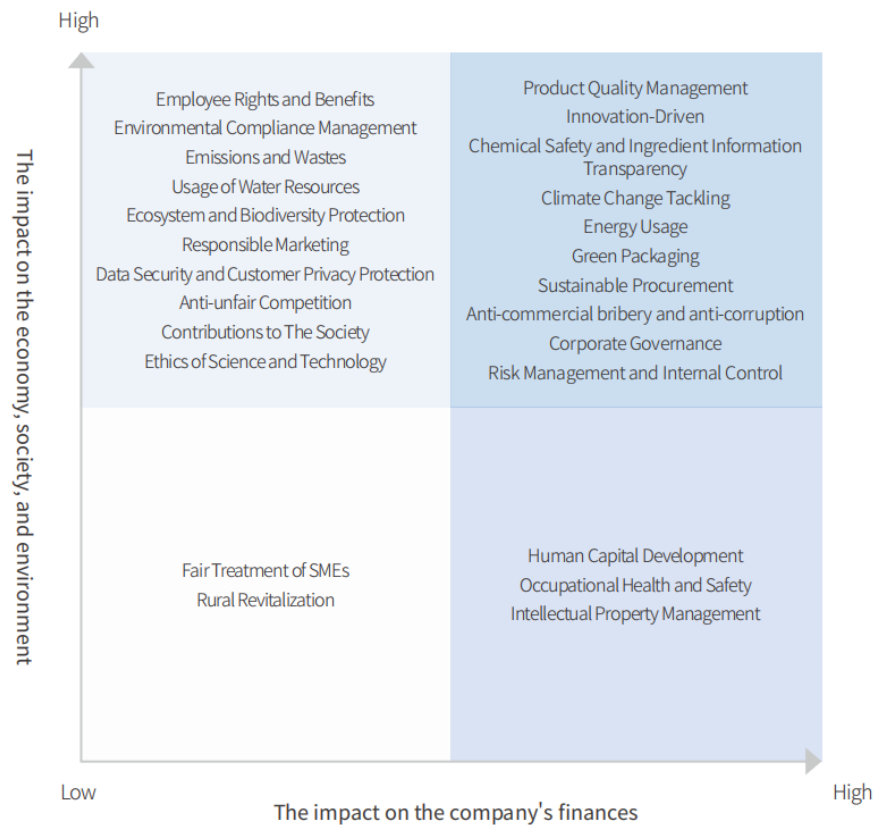 High
The impact on the economy, society, and environment
Employee Rights and Benefits
Environmental Compliance Management
Emissions and Wastes
Usage of Water Resources
Ecosystem and Biodiversity Protection
Responsible Marketing
Data Security and Customer Privacy Protection
Anti-unfair Competition
Contributions to The Society
Ethics of Science and Technology
Product Quality Management
Innovation-Driven
Chemical Safety and Ingredient Information
Transparency
Climate Change Tackling
Energy Usage
Green Packaging
Sustainable Procurement
Anti-commercial bribery and anti-corruption
Corporate Governance
Risk Management and Internal Control
Fair Treatment of SMEs
Rural Revitalization
Human Capital Development
Occupational Health and Safety
Intellectual Property Management
Low
The impact on the company's finances
High